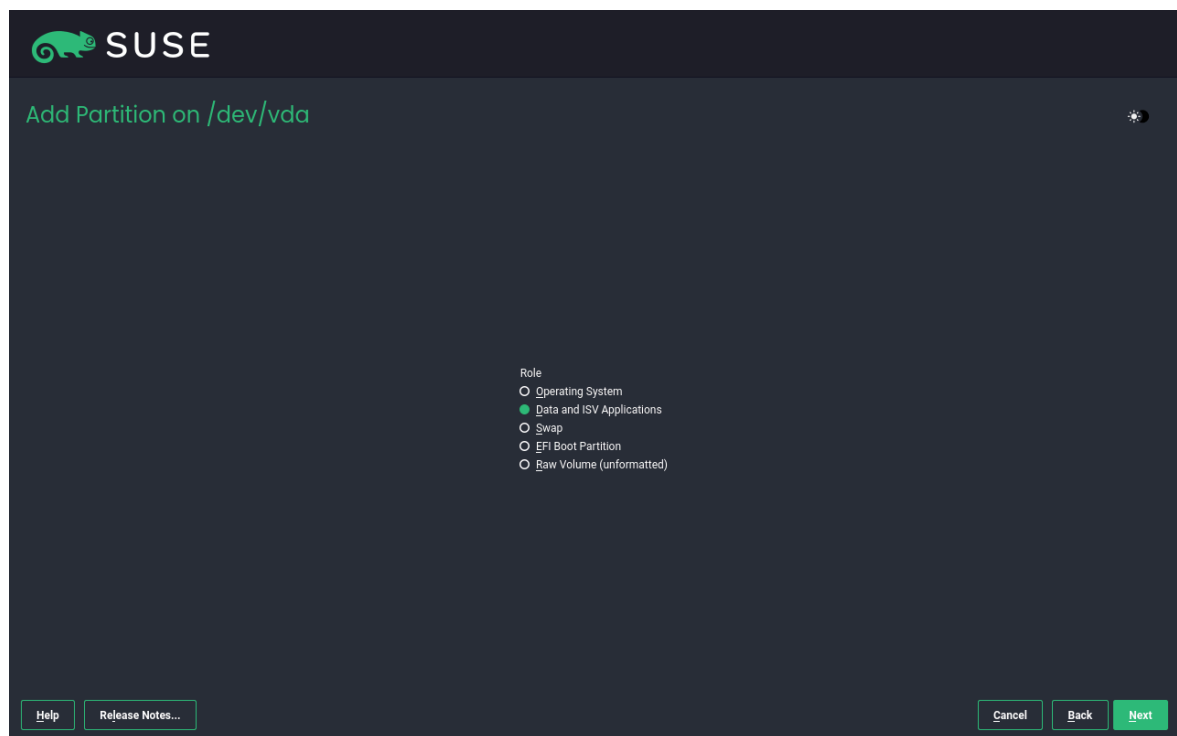 SUSE
Add Partition on /dev/vda
Role
Operating System
Data and ISV Applications
Swap
EFI Boot Partition
Raw Volume (unformatted)
Help
Release Notes...
Cancel
Back
Next